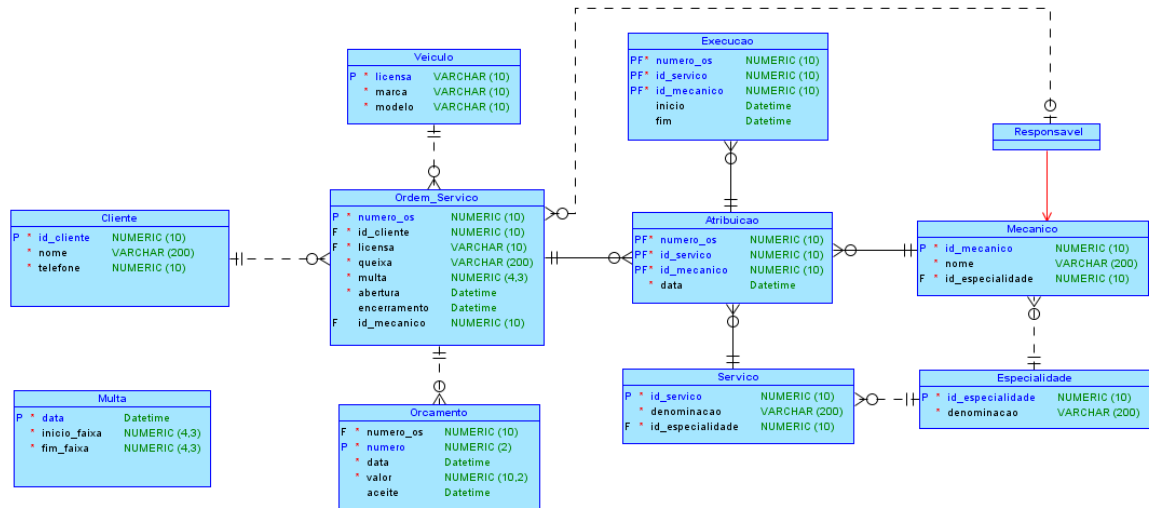 Veiculo
P * licensa VARCHAR (10)
* marca VARCHAR (10)
* modelo VARCHAR (10)
Execucao
PF* numero_os NUMERIC (10)
PF* id_servico NUMERIC (10)
PF* id_mecanico NUMERIC (10)
inicio Datetime
fim Datetime
Responsavel
Cliente
P * id_cliente NUMERIC (10)
* nome VARCHAR (200)
* telefone NUMERIC (10)
Ordem_Servico
P * numero_os NUMERIC (10)
F * id_cliente NUMERIC (10)
F * licensa VARCHAR (10)
* queixa VARCHAR (200)
* multa NUMERIC (4,3)
* abertura Datetime
encerramento Datetime
F id_mecanico NUMERIC (10)
Atribuicao
PF* numero_os NUMERIC (10)
PF* id_servico NUMERIC (10)
PF* id_mecanico NUMERIC (10)
* data Datetime
Mecanico
P * id_mecanico NUMERIC (10)
* nome VARCHAR (200)
F * id_especialidade NUMERIC (10)
Multa
P * data Datetime
* inicio_faixa NUMERIC (4,3)
* fim_faixa NUMERIC (4,3)
Orcamento
F * numero_os NUMERIC (10)
P * numero NUMERIC (2)
* data Datetime
* valor NUMERIC (10,2)
aceite Datetime
Servico
P * id_servico NUMERIC (10)
* denominacao VARCHAR (200)
F * id_especialidade NUMERIC (10)
Especialidade
P * id_especialidade NUMERIC (10)
* denominacao VARCHAR (200)